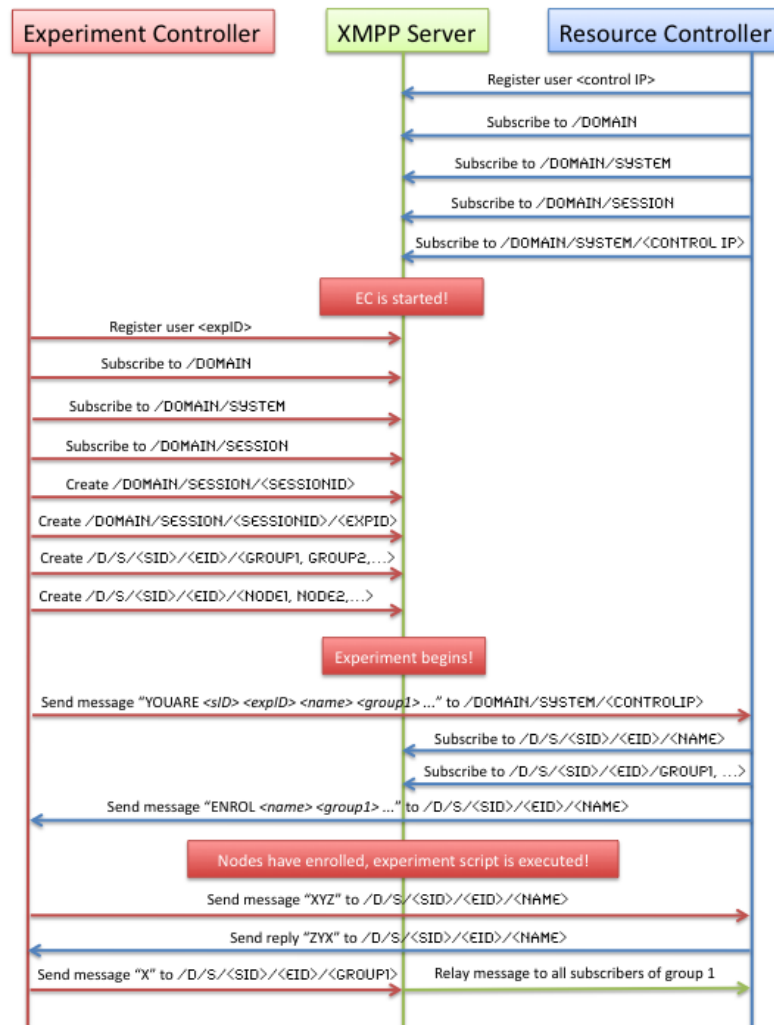 Experiment Controller
XMPP Server
Resource Controller
Register user <control IP>
Subscribe to /DOMAIN
Subscribe to /DOMAIN/SYSTEM
Subscribe to /DOMAIN/SESSION
Subscribe to /DOMAIN/SYSTEM/<CONTROL IP>
EC is started!
Register user <expID>
Subscribe to /DOMAIN
Subscribe to /DOMAIN/SYSTEM
Subscribe to /DOMAIN/SESSION
Create /DOMAIN/SESSION/<SESSIONID>
Create /DOMAIN/SESSION/<SESSIONID>/<EXPID>
Create /D/S/<SID>/<EID>/<GROUP1, GROUP2,...>
Create /D/S/<SID>/<EID>/<NODE1, NODE2,...>
Experiment begins!
Send message “YOUARE <sID> <expID> <name> <group1> ...” to /DOMAIN/SYSTEM/<CONTROLIP>
Subscribe to /D/S/<SID>/<EID>/<NAME>
Subscribe to /D/S/<SID>/<EID>/GROUP1, ...>
Send message “ENROL <name> <group1> ...” to /D/S/<SID>/<EID>/<NAME>
Nodes have enrolled, experiment script is executed!
Send message “XYZ” to /D/S/<SID>/<EID>/<NAME>
Send reply “ZYX” to /D/S/<SID>/<EID>/<NAME>
Send message “X” to /D/S/<SID>/<EID>/<GROUP1>
Relay message to all subscribers of group 1